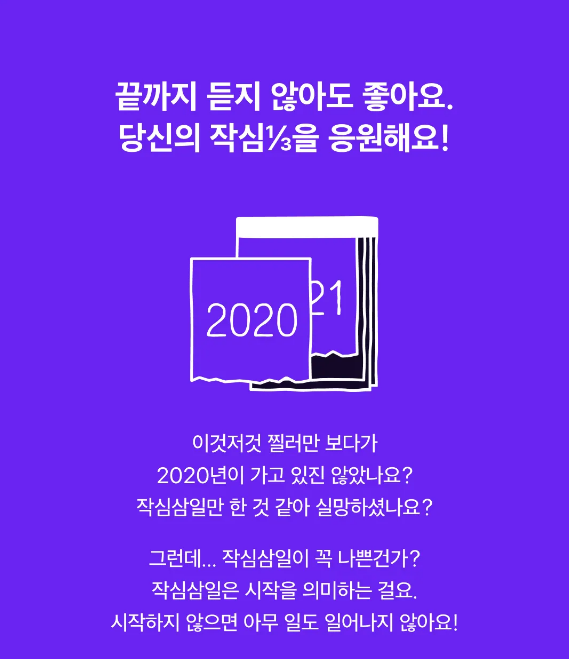 끝까지 듣지 않아도 좋아요.
당신의 작심⅓을 응원해요!
21
2020
이것저것 찔러만 보다가
2020년이 가고 있진 않았나요?
작심삼일만 한 것 같아 실망하셨나요?
그런데... 작심삼일이 꼭 나쁜건가?
작심삼일은 시작을 의미하는 걸요.
시작하지 않으면 아무 일도 일어나지 않아요!